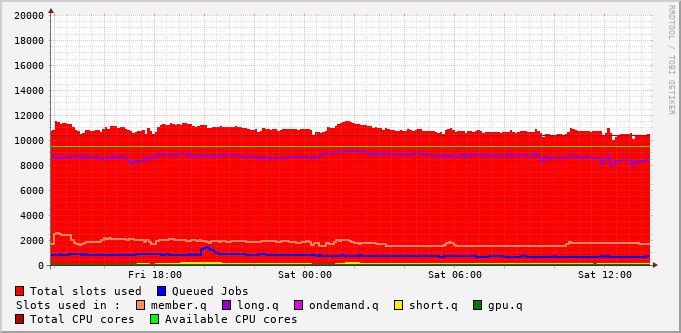 RRDTOOL / TOBI OETIKER
20000
18000
16000
14000
12000
10000
8000
6000
4000
2000
0
Fri 18:00 Sat 00:00 Sat 06:00 Sat 12:00
Total slots used Queued Jobs
Slots used in : member.q long.q ondemand.q short.q gpu.q
Total CPU cores Available CPU cores